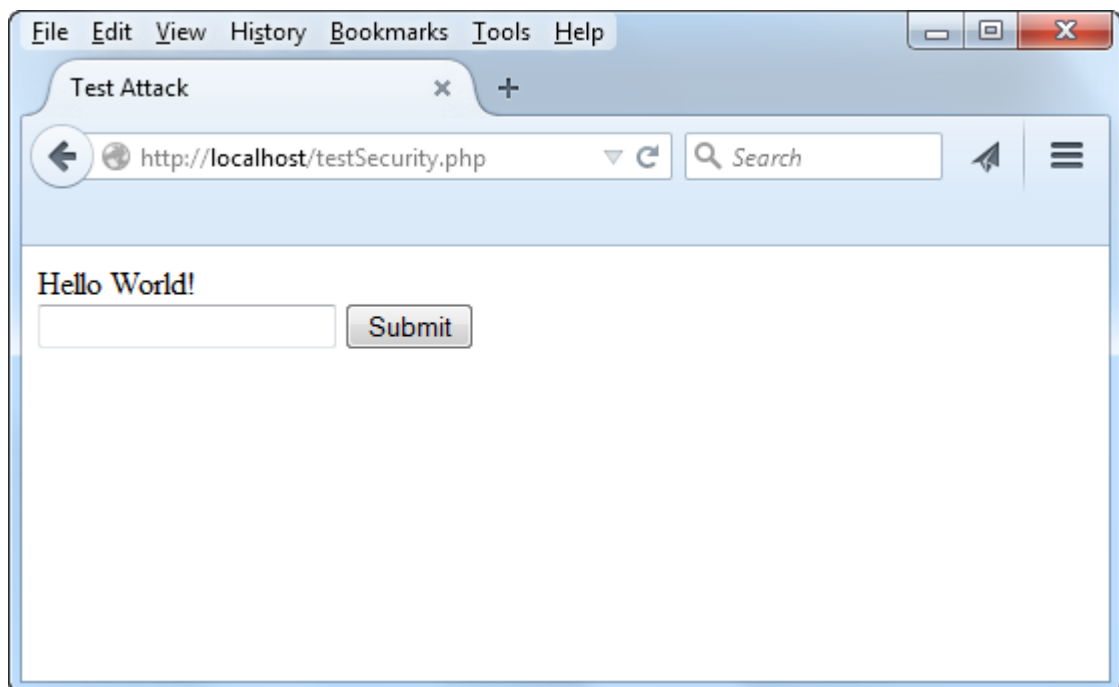 File Edit View History Bookmarks Tools Help
Test Attack
http://localhost/testSecurity.php Search
Hello World!
Submit